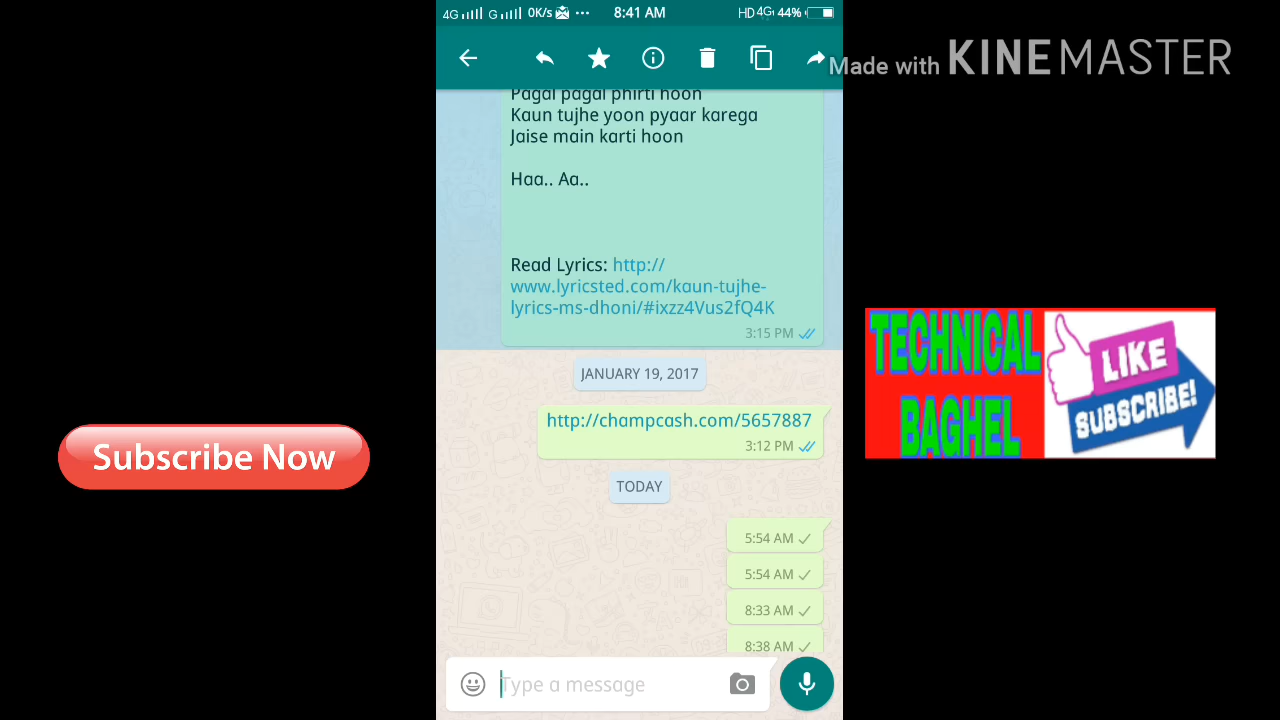 4G G 0K/s 8:41 AM HD 4G 44%
Made with KINEMASTER
Pagal pagal phirti hoon
Kaun tujhe yoon pyaar karega
Jaise main karti hoon
Haa.. Aa..
Read Lyrics: http://
www.lyricsted.com/kaun-tujhe-
lyrics-ms-dhoni/#ixzz4Vus2fQ4K
3:15 PM
JANUARY 19, 2017
http://champcash.com/5657887
3:12 PM
TODAY
5:54 AM
5:54 AM
8:33 AM
8:38 AM
Type a message
Subscribe Now
TECHNICAL
BAGHEL
LIKE
SUBSCRIBE!